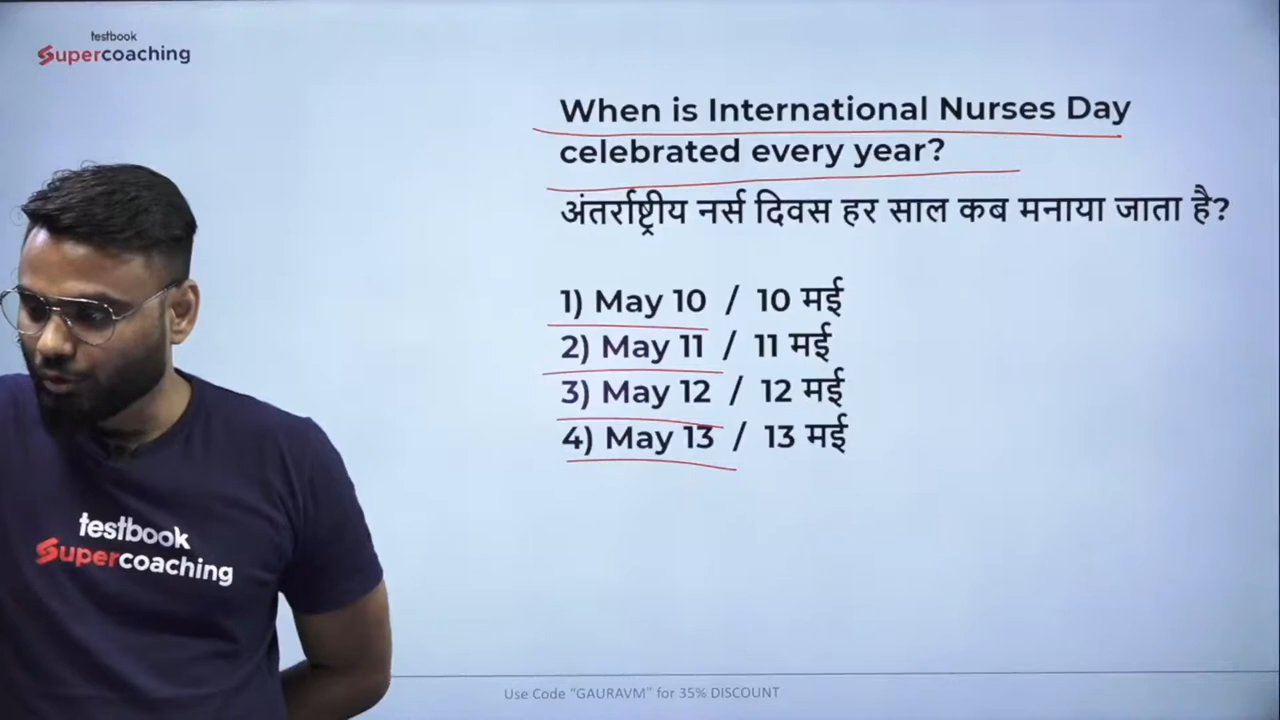 testbook
Supercoaching
When is International Nurses Day
celebrated every year?
अंतर्राष्ट्रीय नर्स दिवस हर साल कब मनाया जाता है?
1) May 10 / 10 मई
2) May 11 / 11 मई
3) May 12 / 12 मई
4) May 13 / 13 मई
testbook
Supercoaching
Use Code "GAURAVM" for 35% DISCOUNT